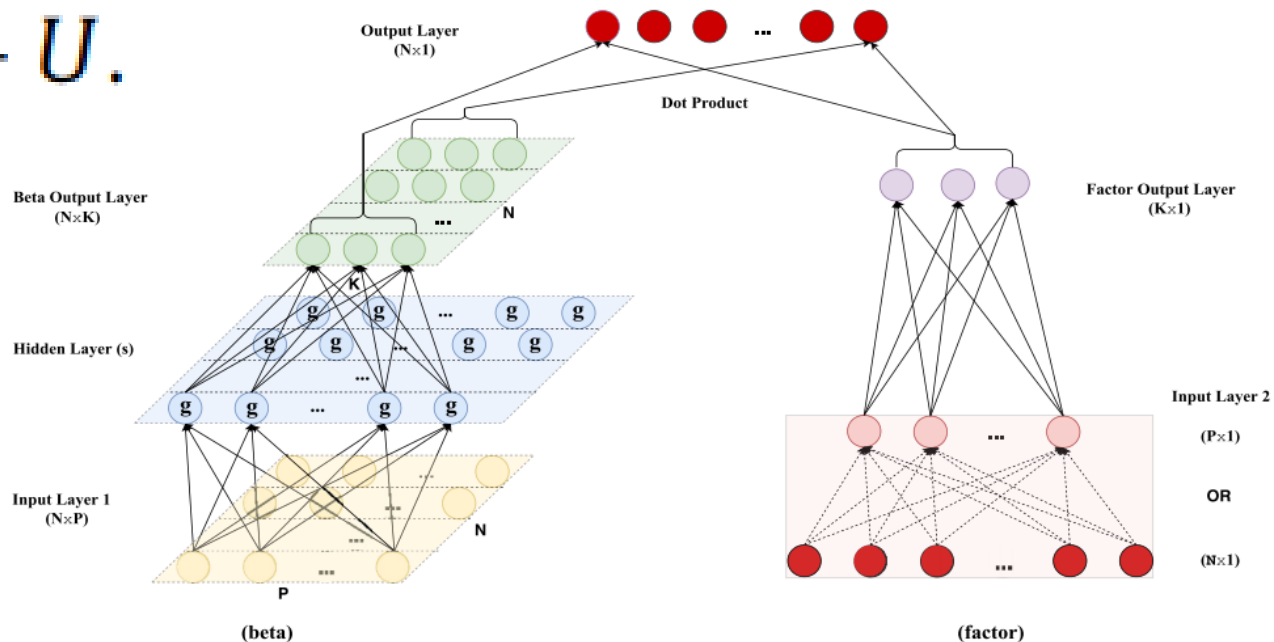 - U.
Output Layer
(N×1)
...
Dot Product
Beta Output Layer
(N×K)
N
...
K
Factor Output Layer
(K×1)
Hidden Layer (s)
g g ... g g
g g ... g g
...
g g ... g g
Input Layer 1
(N×P)
...
...
N
...
...
P
(beta)
Input Layer 2
(P×1)
...
OR
(N×1)
...
(factor)